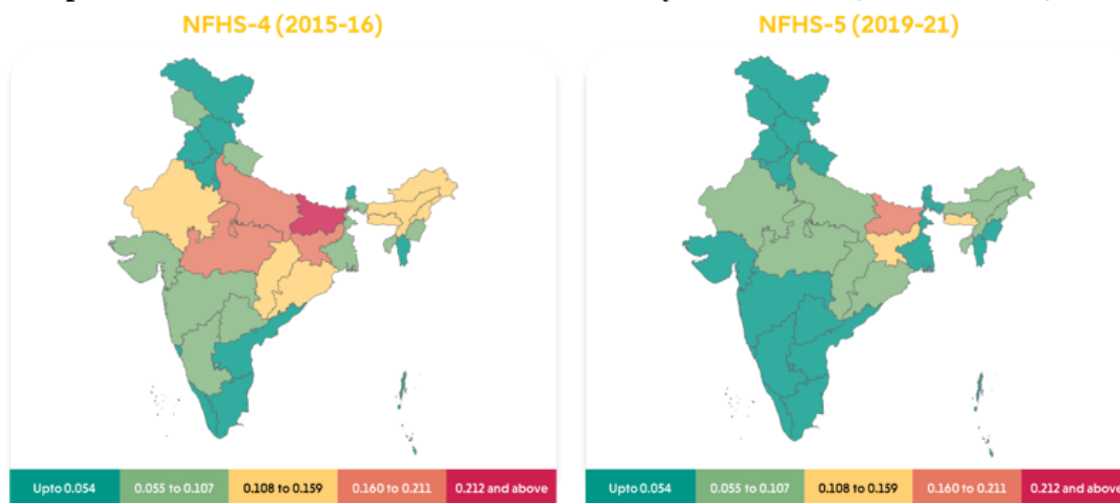 NFHS-4 (2015-16)
NFHS-5 (2019-21)
Upto 0.054
0.055 to 0.107
0.108 to 0.159
0.160 to 0.211
0.212 and above
Upto 0.054
0.055 to 0.107
0.108 to 0.159
0.160 to 0.211
0.212 and above